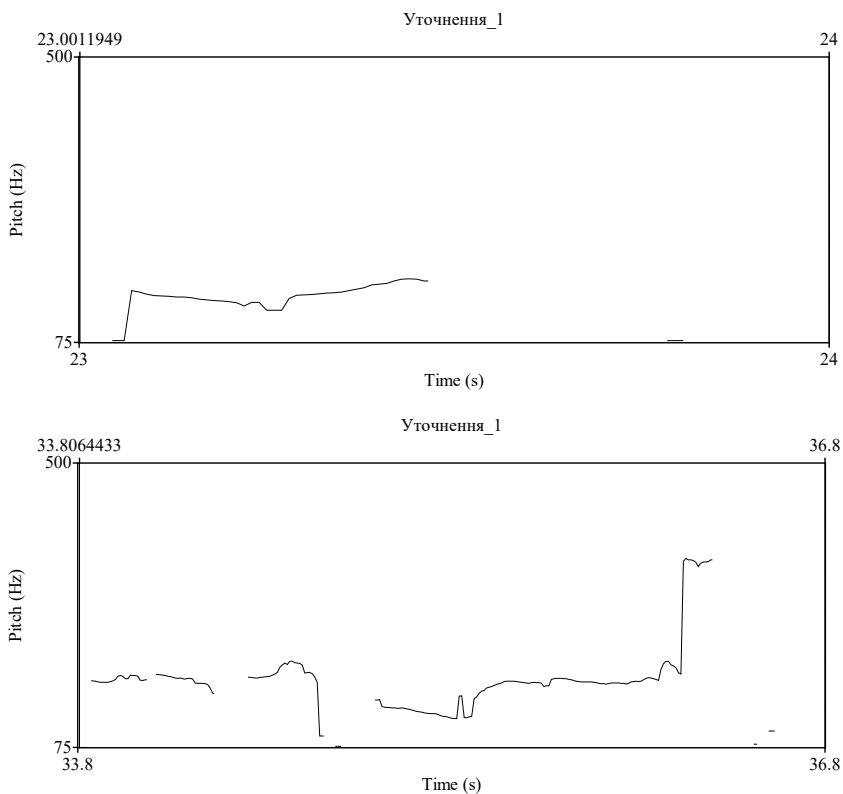 Уточнення_1
23.0011949 24
500
Pitch (Hz)
75
23 24
Time (s)
Уточнення_1
33.8064433 36.8
500
Pitch (Hz)
75
33.8 36.8
Time (s)